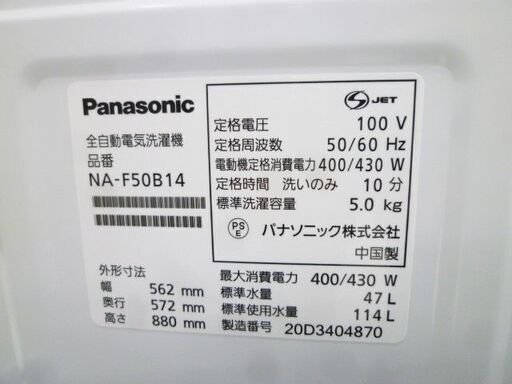 Panasonic
全自動電気洗濯機
品番
NA-F50B14
外形寸法
幅 562 mm
奥行 572 mm
高さ 880 mm
S JET
定格電圧 100 V
定格周波数 50/60 Hz
電動機定格消費電力 400/430 W
定格時間 洗いのみ 10 分
標準洗濯容量 5.0 kg
PS
E
パナソニック株式会社
中国製
最大消費電力 400/430 W
標準水量 47 L
標準使用水量 114 L
製造番号 20D3404870